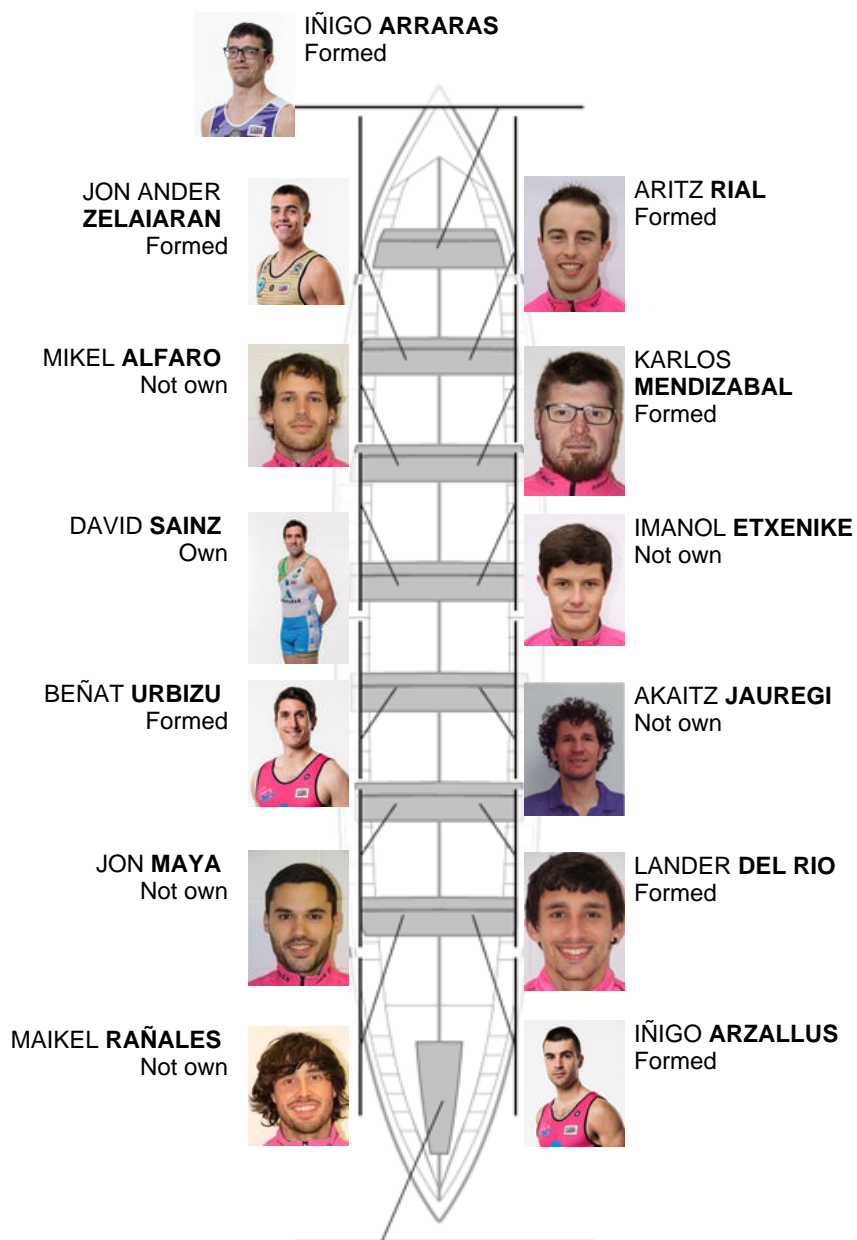 IÑIGO ARRARAS
Formed
JON ANDER
ZELAIARAN
Formed
ARITZ RIAL
Formed
MIKEL ALFARO
Not own
KARLOS
MENDIZABAL
Formed
DAVID SAINZ
Own
IMANOL ETXENIKE
Not own
BEÑAT URBIZU
Formed
AKAITZ JAUREGI
Not own
JON MAYA
Not own
LANDER DEL RIO
Formed
MAIKEL RAÑALES
Not own
IÑIGO ARZALLUS
Formed